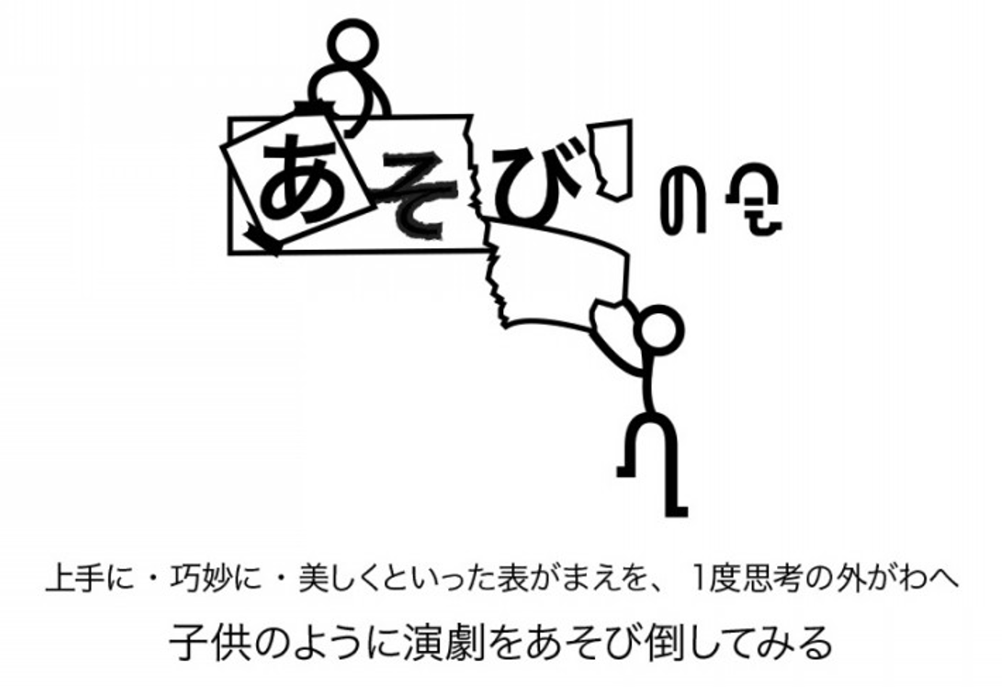 あそびの
上手に・巧妙に・美しくといった表がまえを、 1度思考の外がわへ
子供のように演劇をあそび倒してみる